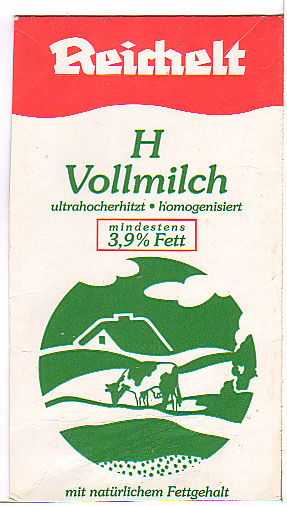 Reichelt
H
Vollmilch
ultrahocherhitzt • homogenisiert
mindestens
3,9% Fett
mit natürlichem Fettgehalt